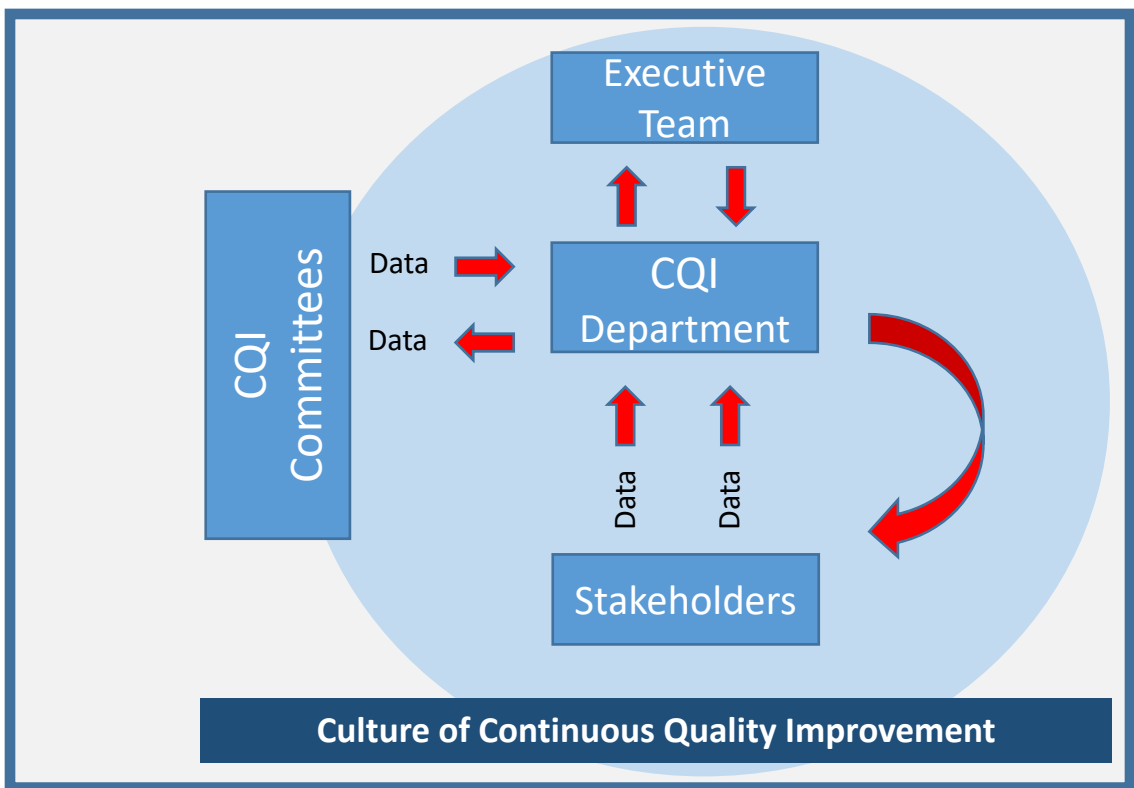 Executive
Team
CQI
Committees
Data
Data
CQI
Department
Data
Data
Stakeholders
Culture of Continuous Quality Improvement